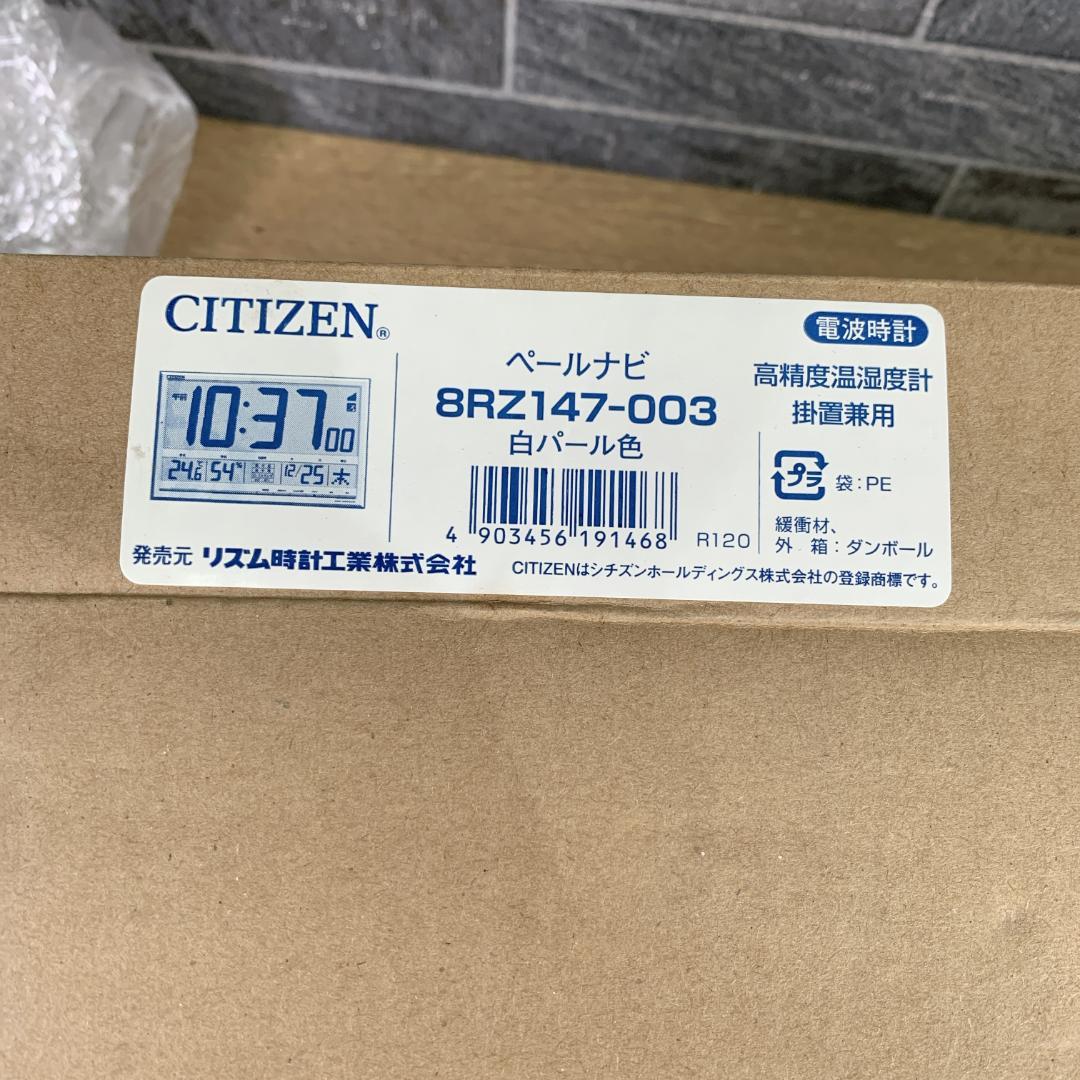 CITIZEN®
電波時計
ペールナビ
8RZ147-003
白パール色
高精度温湿度計
掛置兼用
午前 10:37 00
24.6℃ 54% 12/25 木
プラ 袋:PE
緩衝材、
外 箱:ダンボール
4 903456 191468 R120
発売元 リズム時計工業株式会社
CITIZENはシチズンホールディングス株式会社の登録商標です。